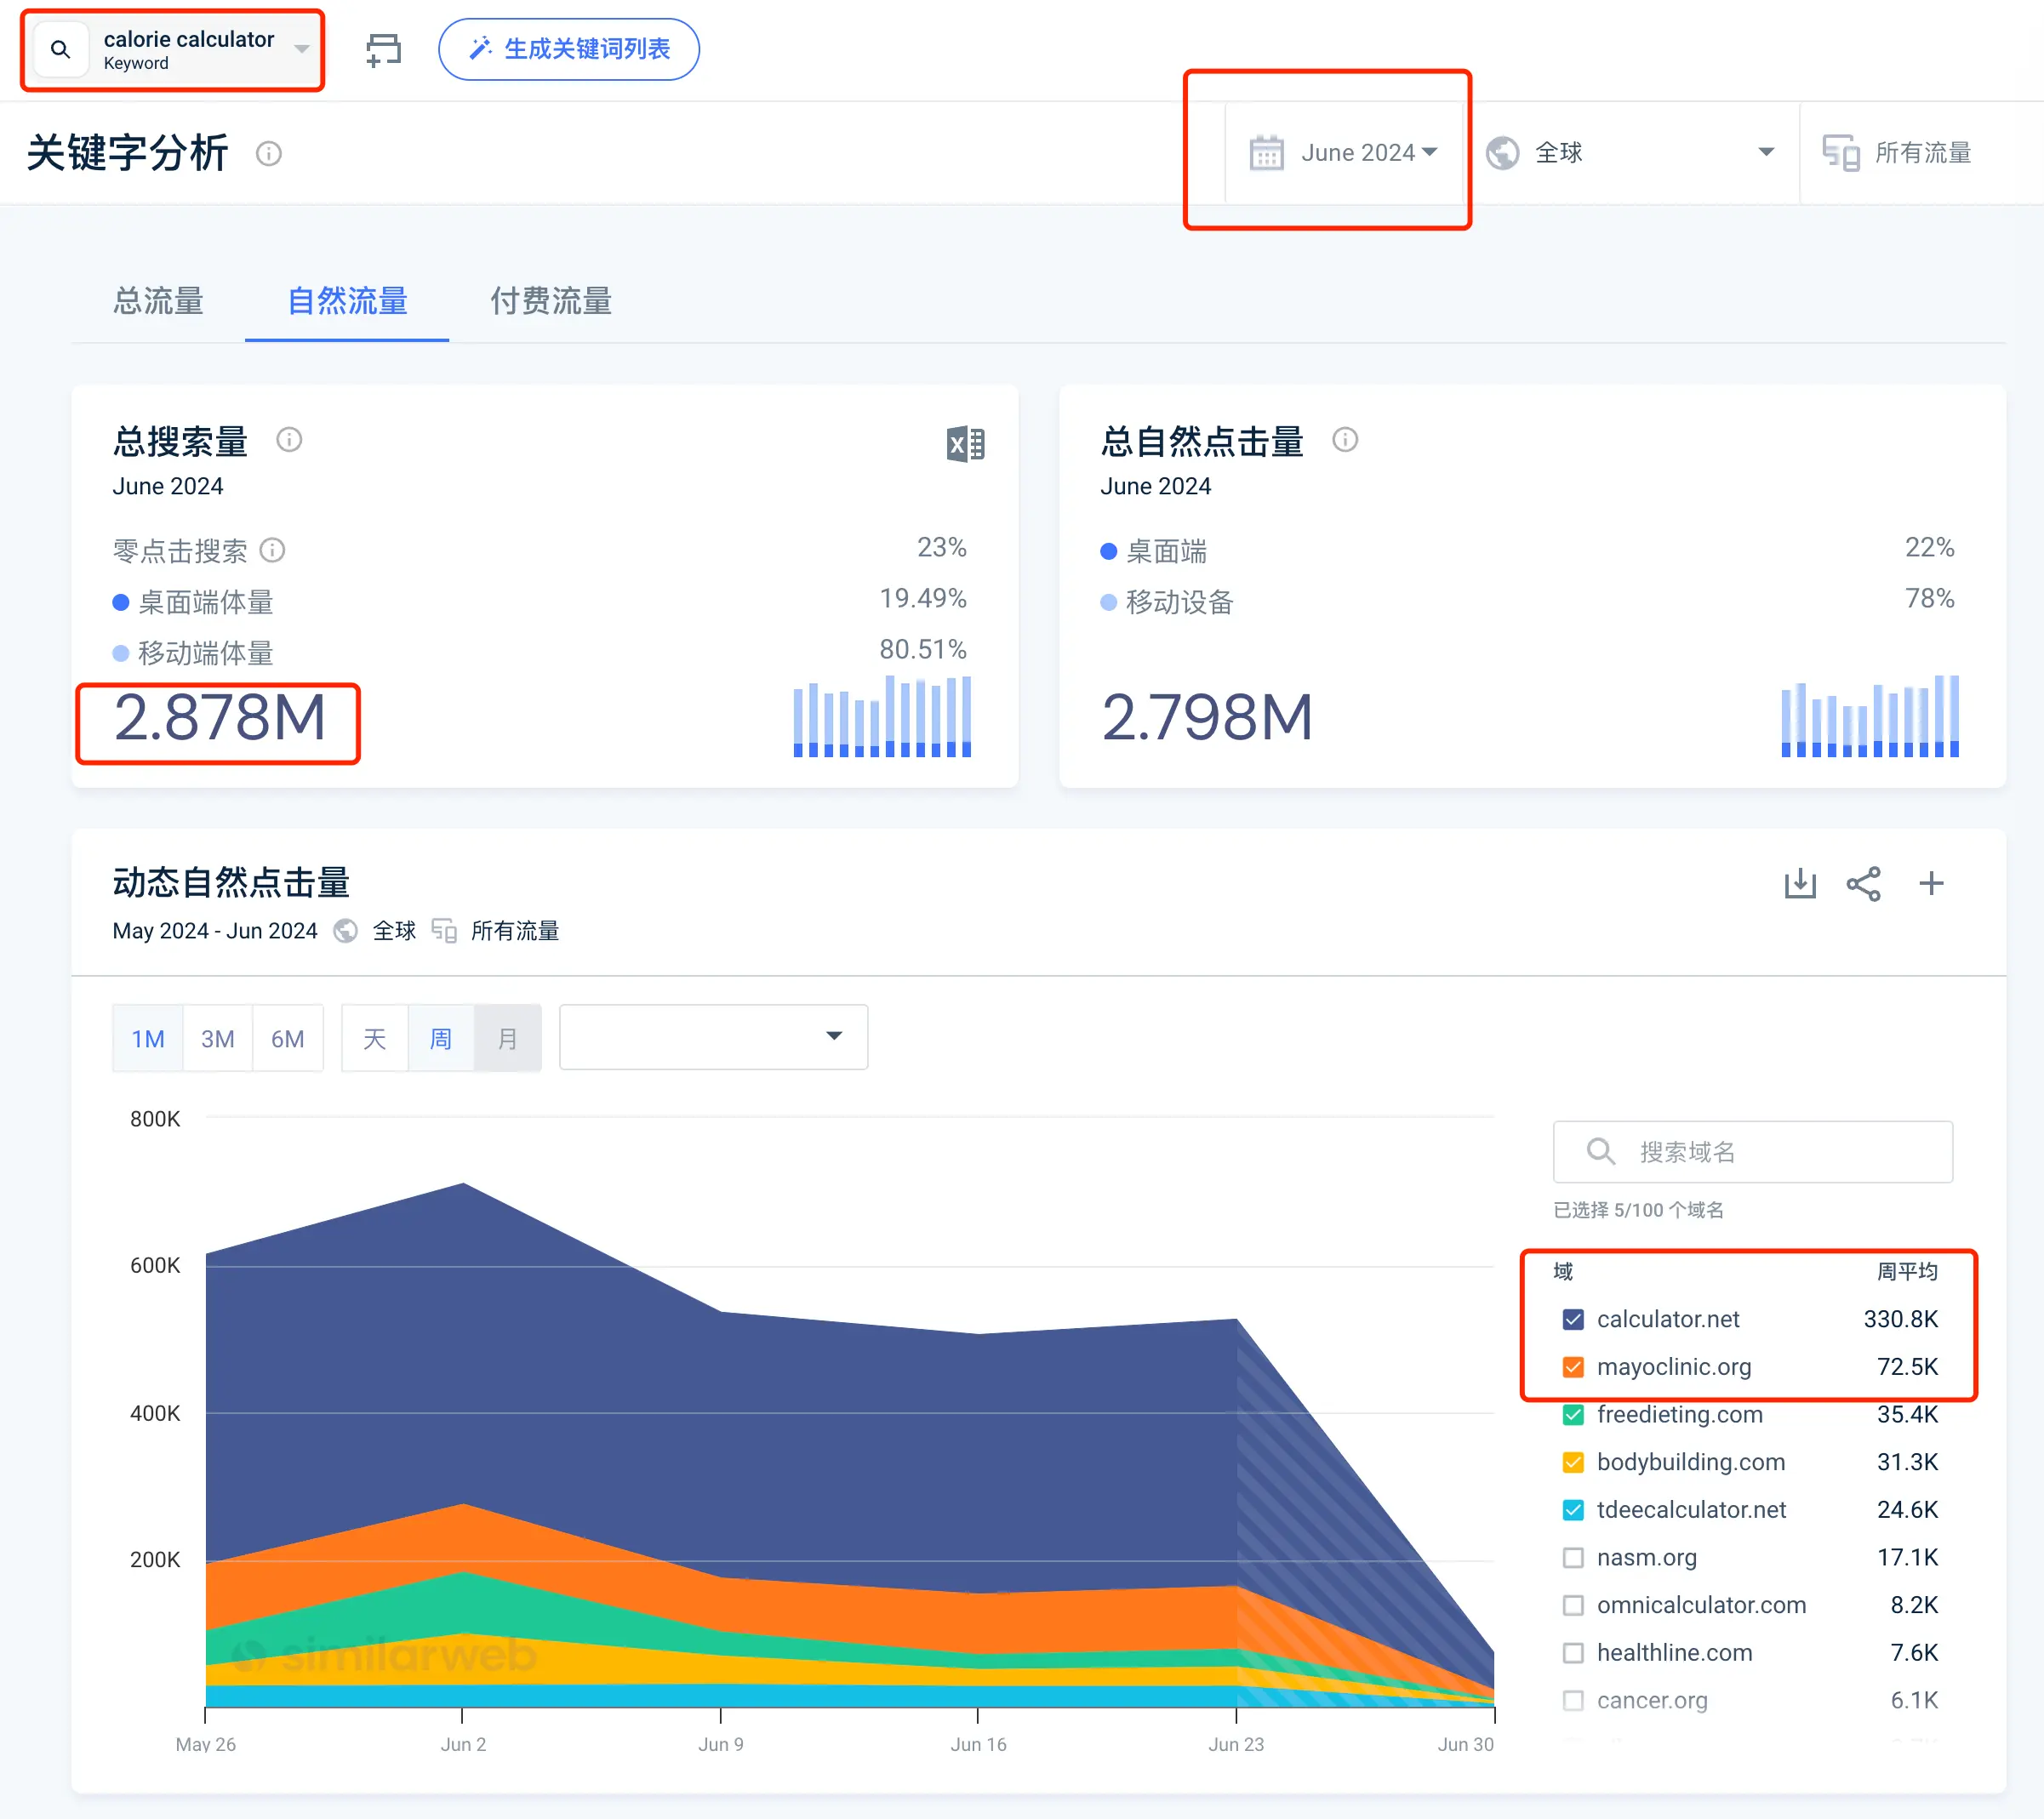 calorie calculator
Keyword
生成关键词列表
关键字分析
June 2024
全球
所有流量
总流量
自然流量
付费流量
总搜索量
June 2024
零点击搜索 23%
桌面端体量 19.49%
移动端体量 80.51%
2.878M
总自然点击量
June 2024
桌面端 22%
移动设备 78%
2.798M
动态自然点击量
May 2024 - Jun 2024 全球 所有流量
1M 3M 6M 天 周 月
800K
600K
400K
200K
similarweb
May 26 Jun 2 Jun 9 Jun 16 Jun 23 Jun 30
搜索域名
已选择 5/100 个域名
域 周平均
calculator.net 330.8K
mayoclinic.org 72.5K
freedieting.com 35.4K
bodybuilding.com 31.3K
tdeecalculator.net 24.6K
nasm.org 17.1K
omnicalculator.com 8.2K
healthline.com 7.6K
cancer.org 6.1K